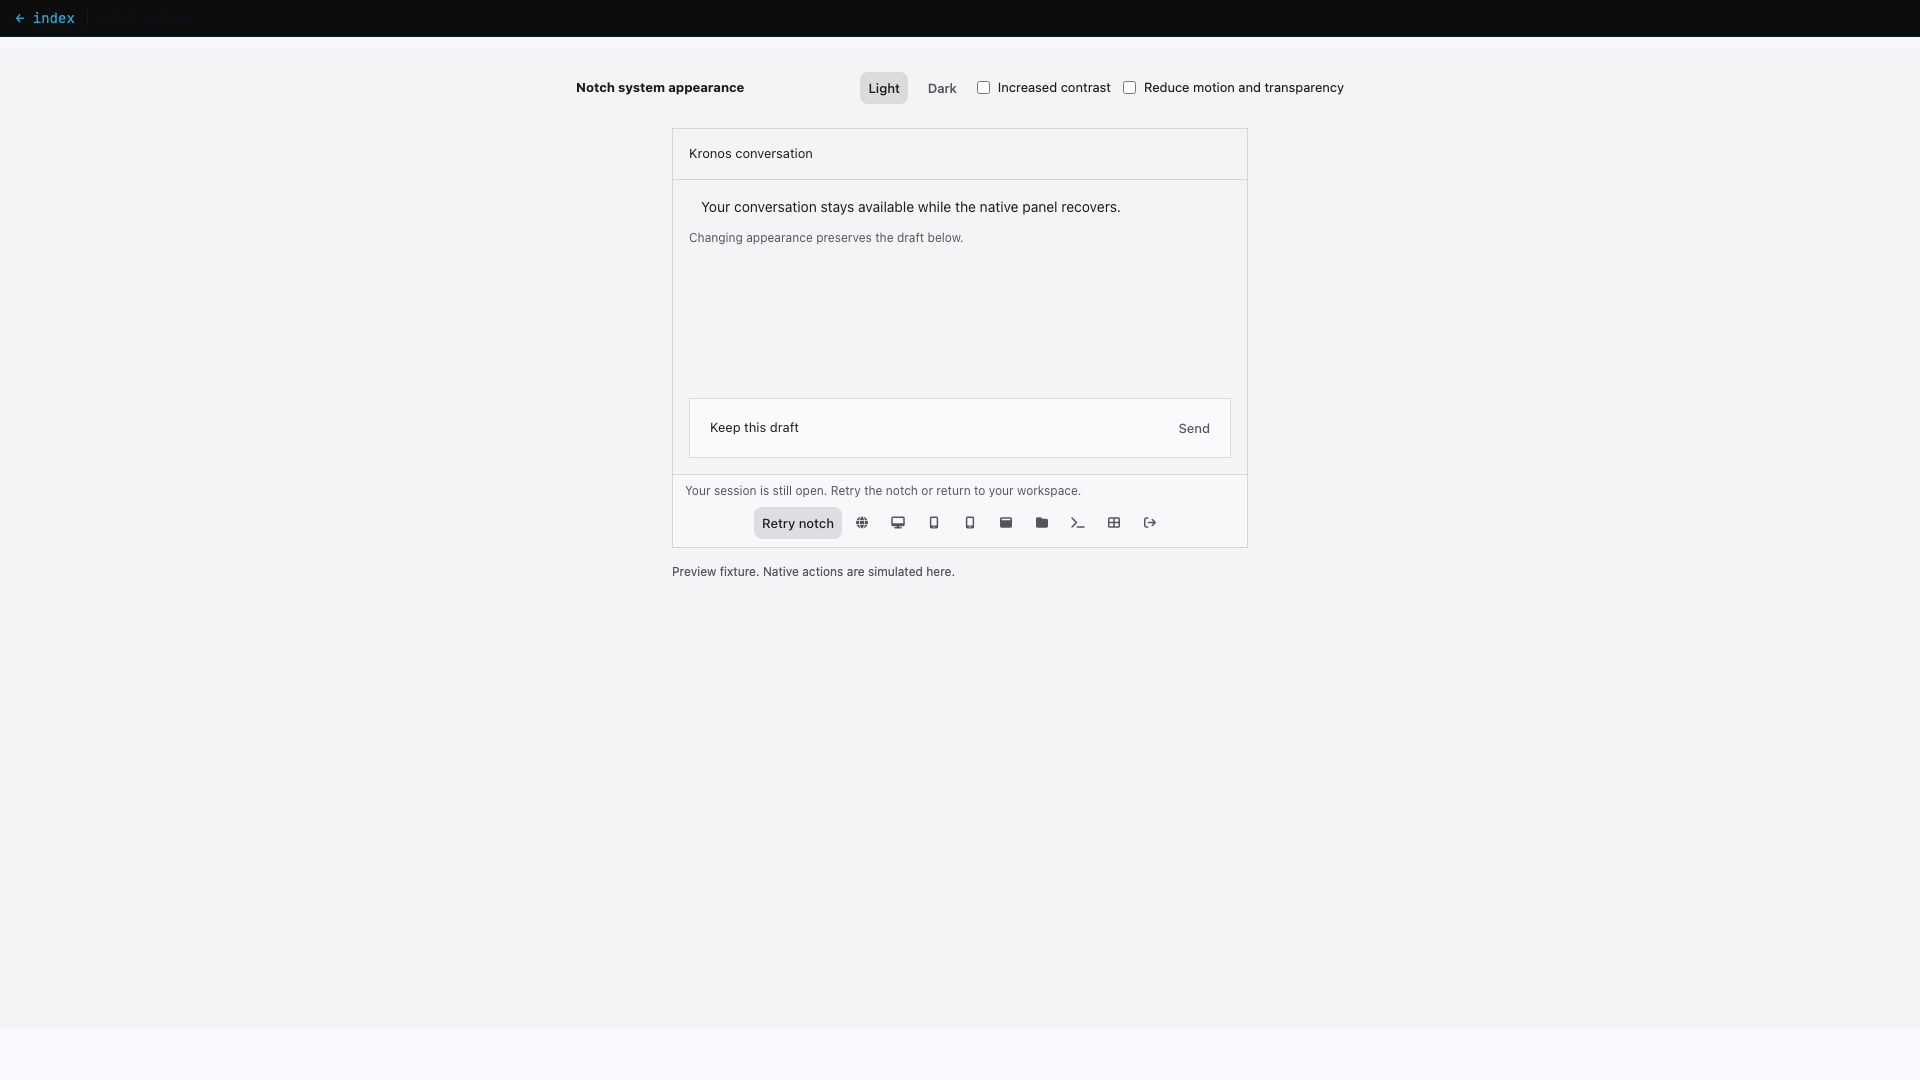 ← index
notch-system
Notch system appearance
Light
Dark
Increased contrast
Reduce motion and transparency
Kronos conversation
Your conversation stays available while the native panel recovers.
Changing appearance preserves the draft below.
Keep this draft
Send
Your session is still open. Retry the notch or return to your workspace.
Retry notch
Preview fixture. Native actions are simulated here.